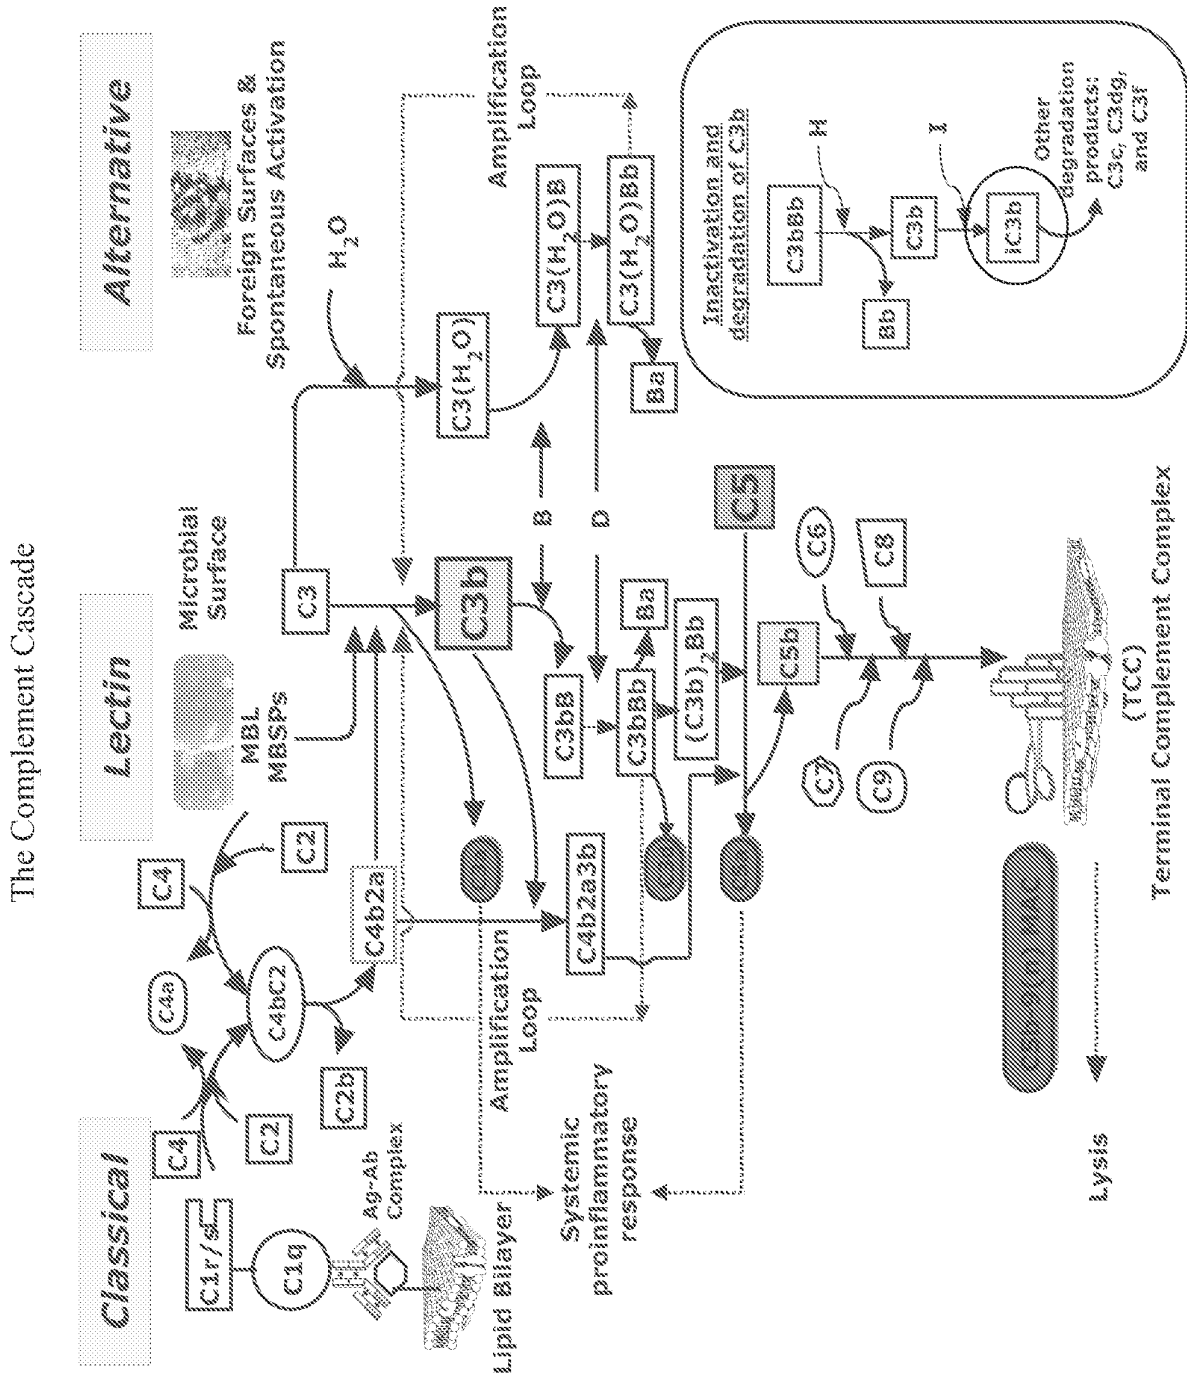 The Complement Cascade
Classical
Lectin
Alternative
C1r/s
C1q
Ag-Ab
Complex
Lipid Bilayer
C4
C2
C4a
C4bC2
C2b
C4
C2
MBL
MBSPs
Microbial
Surface
C4b2a
C3
Foreign Surfaces &
Spontaneous Activation
H2O
C3(H2O)
C3b
Amplification
Loop
Amplification
Loop
B
D
C3(H2O)B
C3(H2O)Bb
Ba
C3bB
C3bBb
Ba
(C3b)2Bb
C4b2a3b
Systemic
proinflammatory
response
C5
C5b
C6
C7
C8
C9
Lysis
(TCC)
Terminal Complement Complex
Inactivation and
degradation of C3b
C3bBb
H
Bb
C3b
I
iC3b
Other
degradation
products:
C3c, C3dg,
and C3f